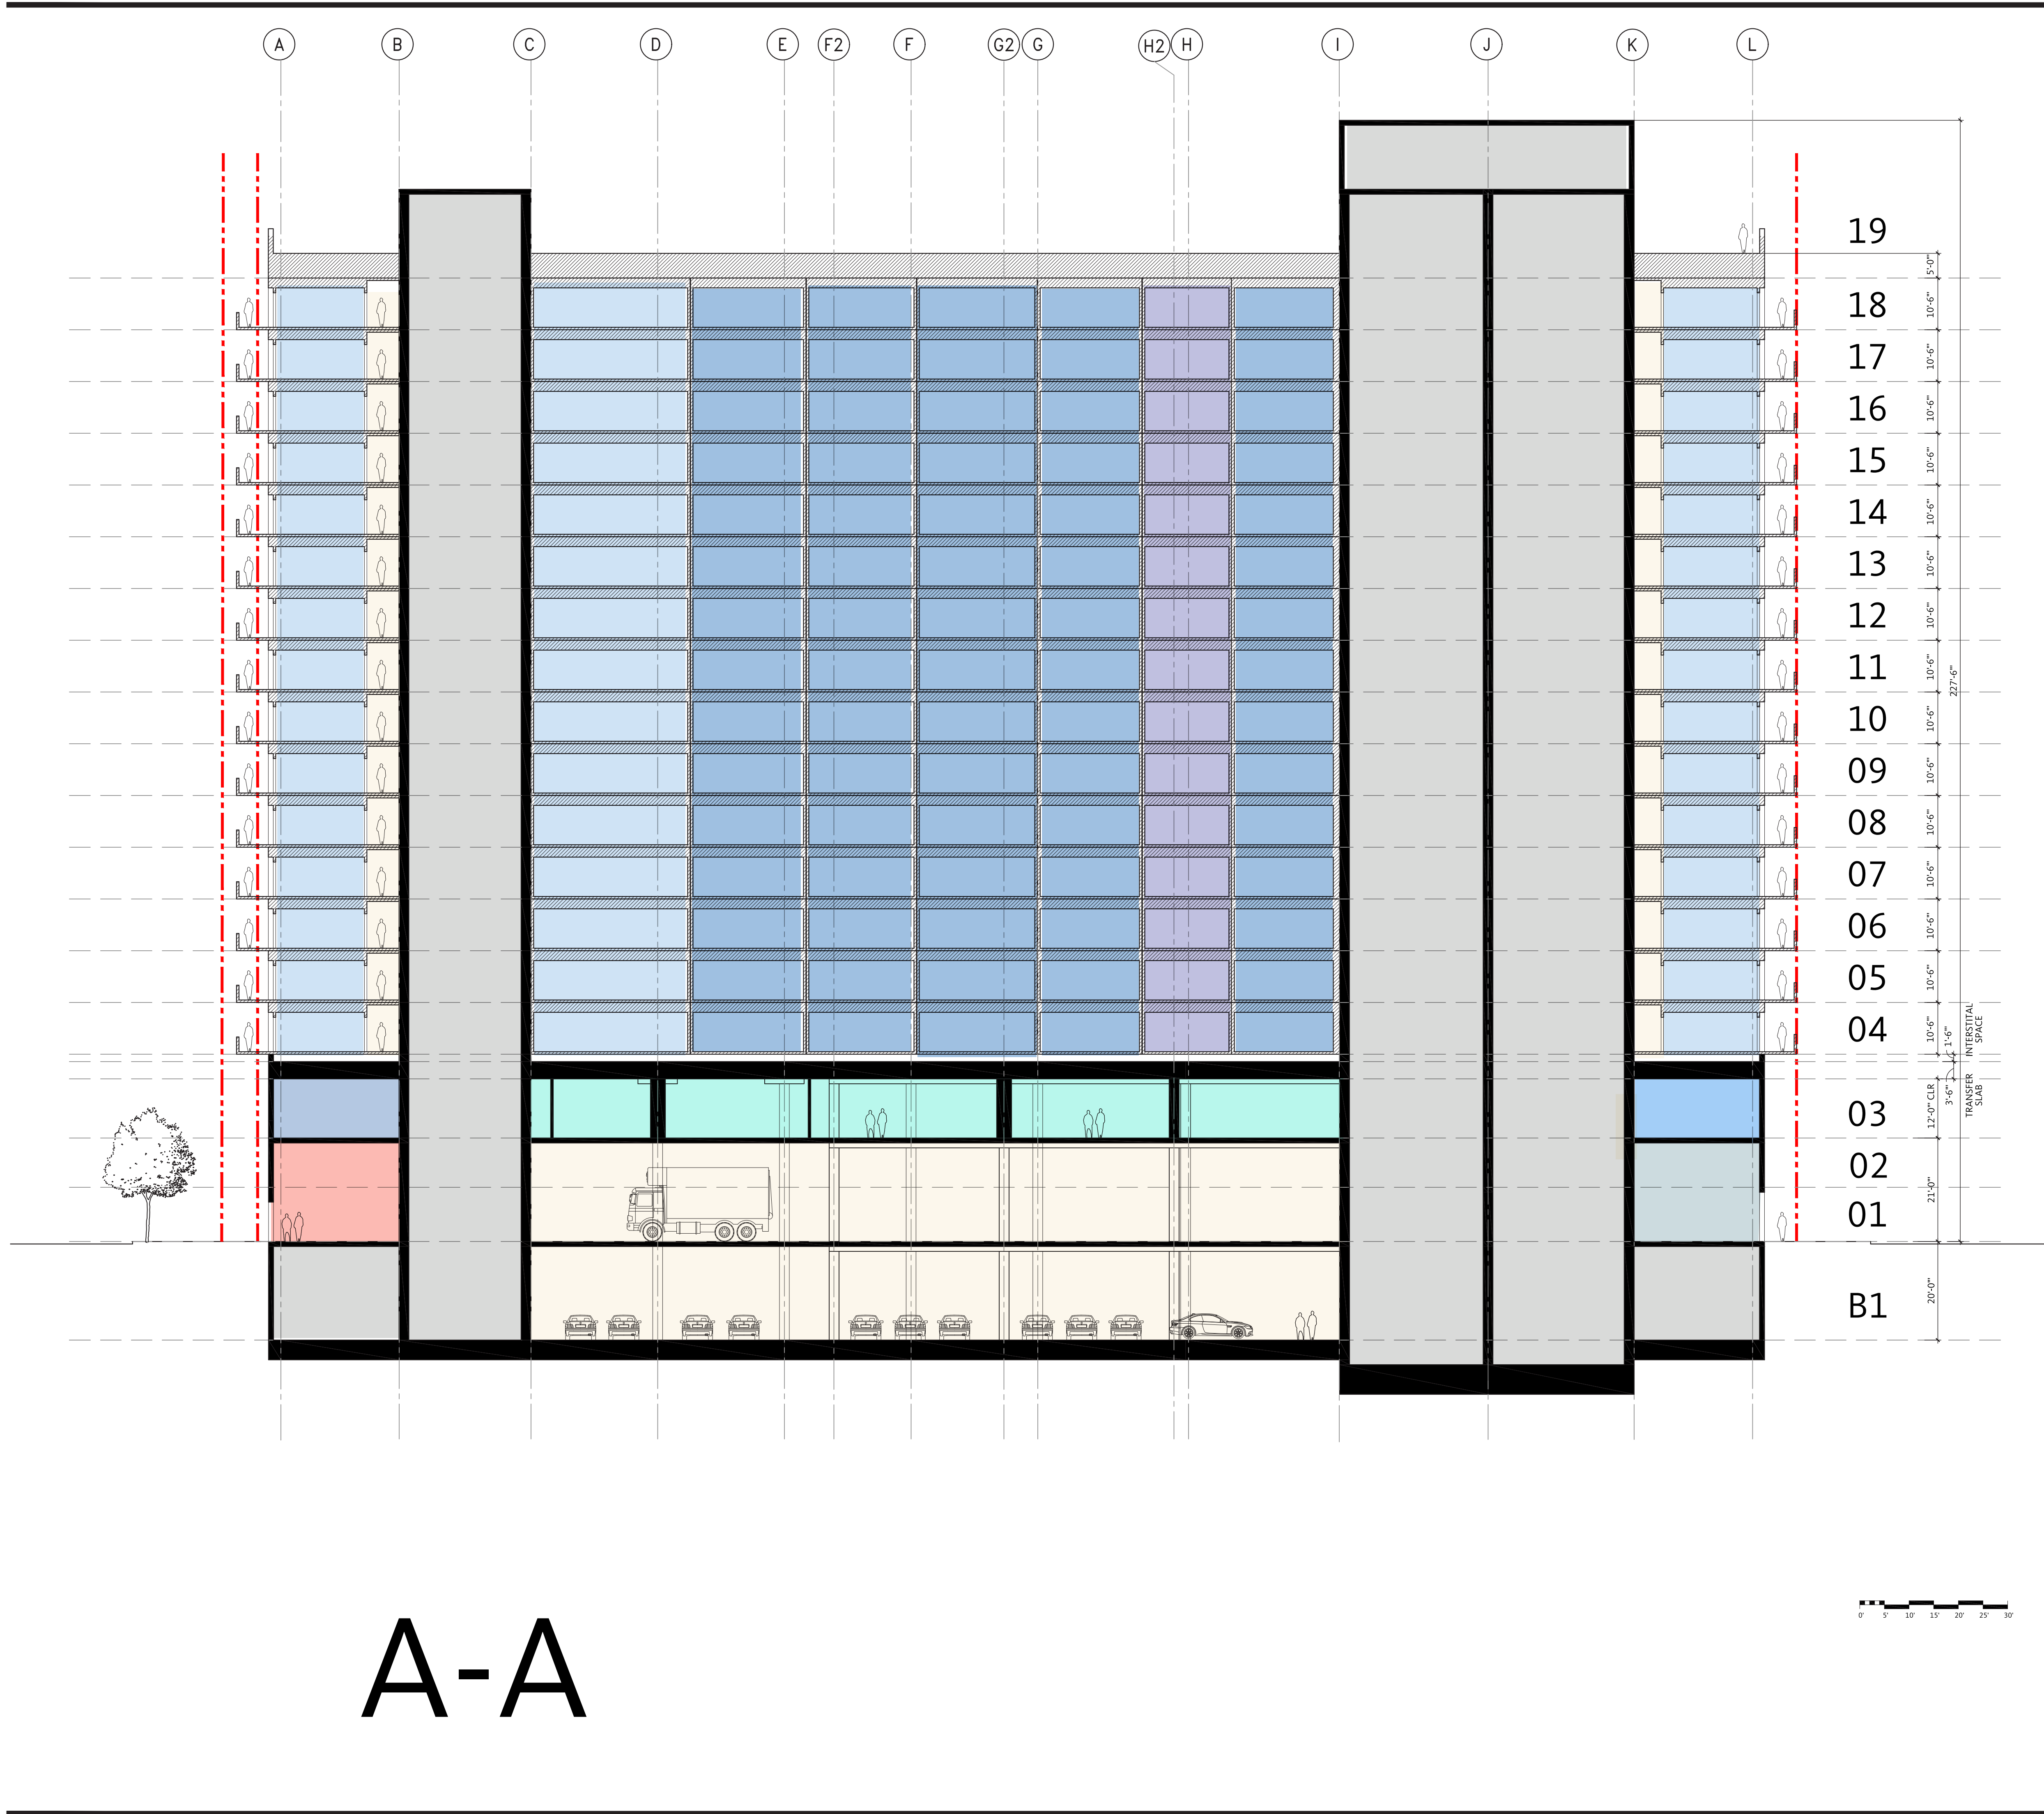 A B C D E F2 F G2 G H2 H I J K L
19
5'-0"
18 10'-6"
17 10'-6"
16 10'-6"
15 10'-6"
14 10'-6"
13 10'-6"
12 10'-6"
11 10'-6"
227'-6"
10 10'-6"
09 10'-6"
08 10'-6"
07 10'-6"
06 10'-6"
05 10'-6"
04 10'-6"
1'-6"
INTERSTITAL
SPACE
3'-6"
TRANSFER
SLAB
03 12'-0" CLR
02
21'-0"
01
B1 20'-0"
0' 5' 10' 15' 20' 25' 30'
A-A